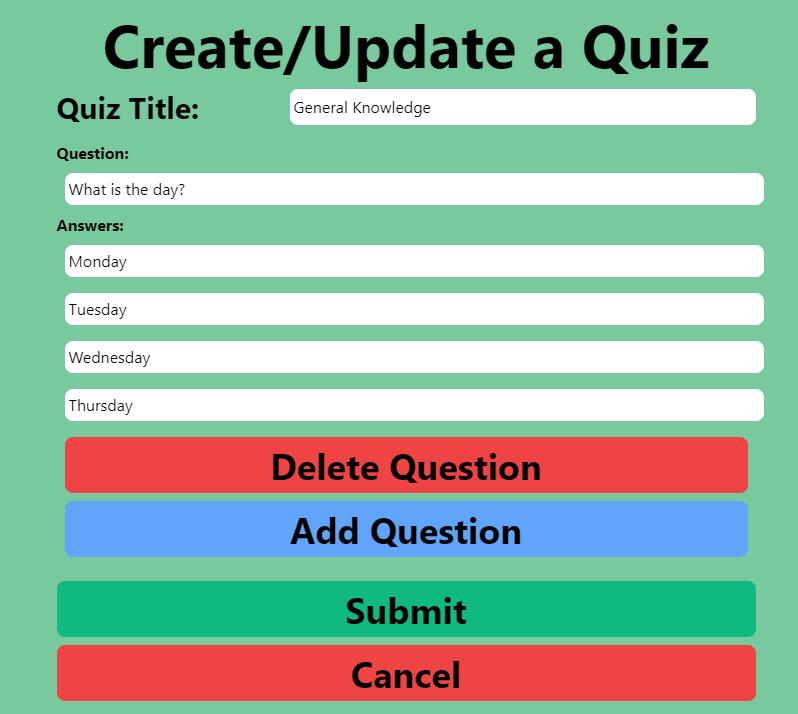 Create/Update a Quiz
Quiz Title: General Knowledge
Question:
What is the day?
Answers:
Monday
Tuesday
Wednesday
Thursday
Delete Question
Add Question
Submit
Cancel